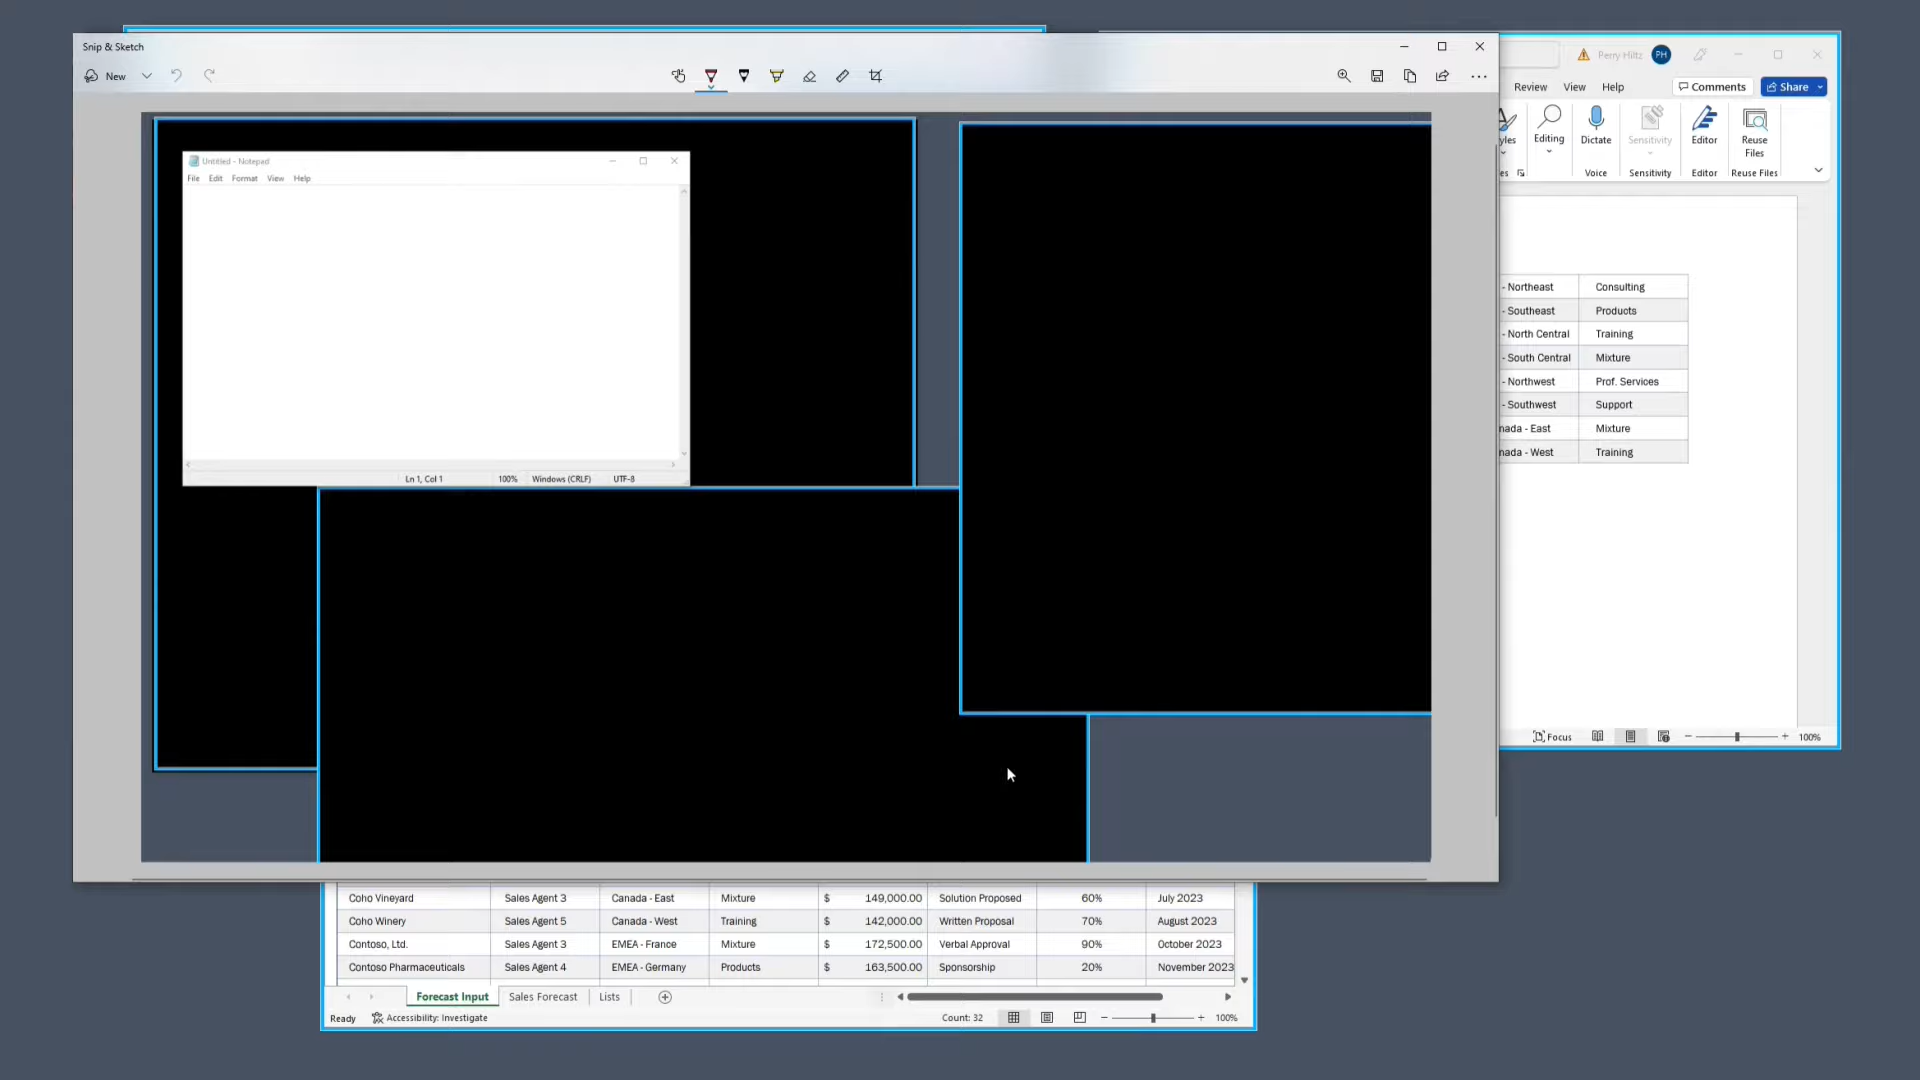 Snip & Sketch
New
Untitled - Notepad
File Edit Format View Help
Ln 1, Col 1 100% Windows (CRLF) UTF-8
Perry Hiltz PH
Review View Help Comments Share
yles Editing Dictate Sensitivity Editor Reuse Files
es Voice Sensitivity Editor Reuse Files
- Northeast Consulting
- Southeast Products
- North Central Training
- South Central Mixture
- Northwest Prof. Services
- Southwest Support
nada - East Mixture
nada - West Training
Focus 100%
Coho Vineyard Sales Agent 3 Canada - East Mixture $ 149,000.00 Solution Proposed 60% July 2023
Coho Winery Sales Agent 5 Canada - West Training $ 142,000.00 Written Proposal 70% August 2023
Contoso, Ltd. Sales Agent 3 EMEA - France Mixture $ 172,500.00 Verbal Approval 90% October 2023
Contoso Pharmaceuticals Sales Agent 4 EMEA - Germany Products $ 163,500.00 Sponsorship 20% November 2023
Forecast Input Sales Forecast Lists
Ready Accessibility: Investigate Count: 32 100%